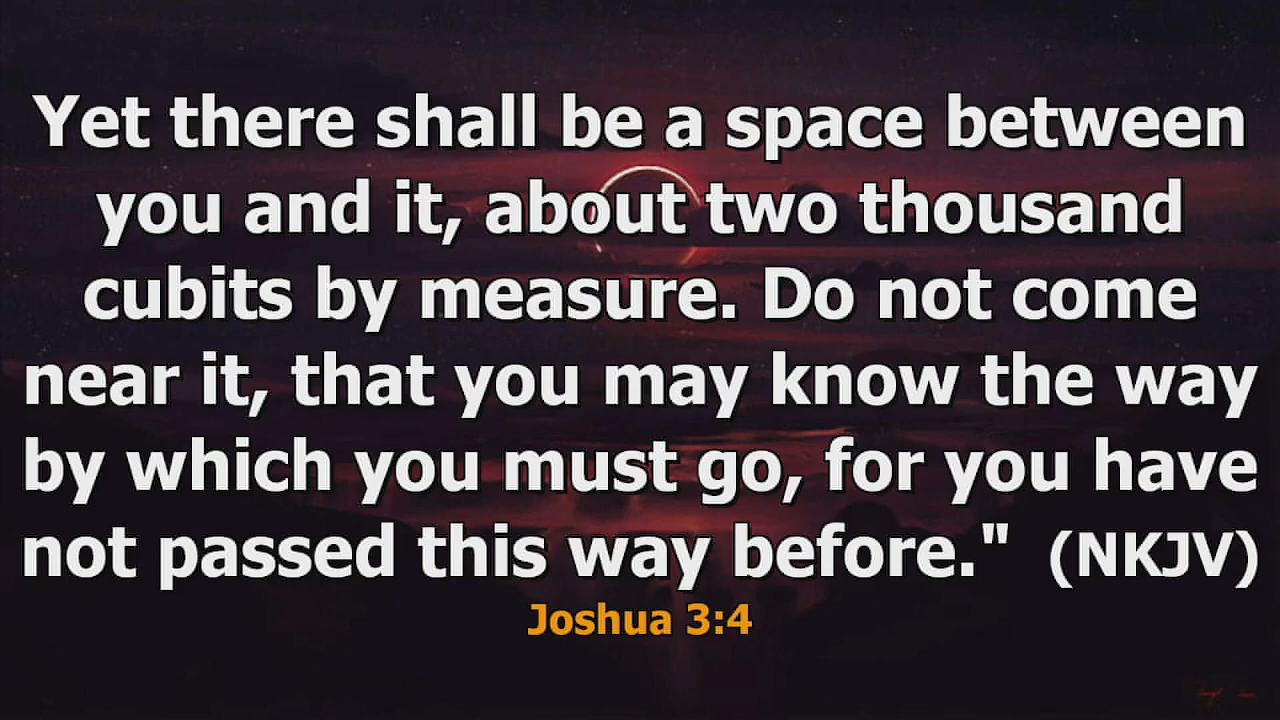 Yet there shall be a space between
you and it, about two thousand
cubits by measure. Do not come
near it, that you may know the way
by which you must go, for you have
not passed this way before." (NKJV)
Joshua 3:4